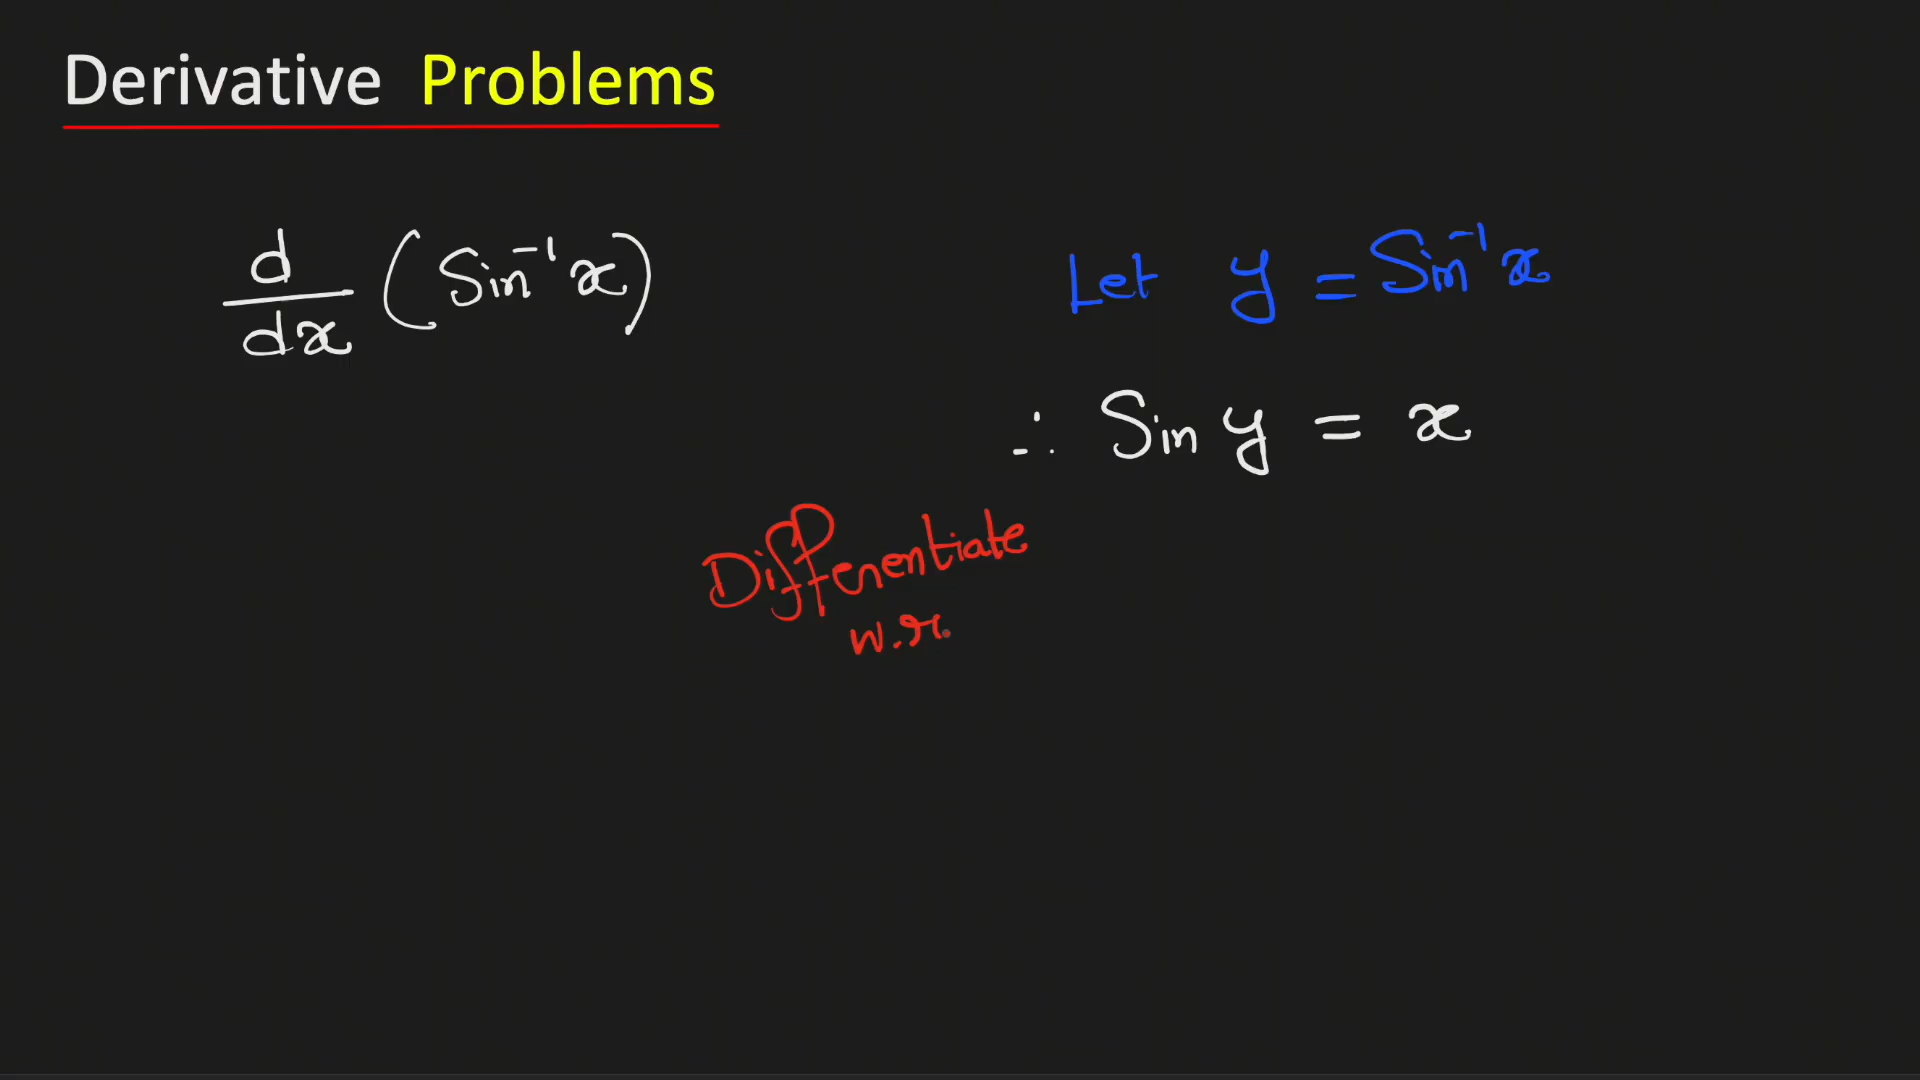 Derivative Problems
d/dx (Sin⁻¹x)
Let y = Sin⁻¹x
∴ Sin y = x
Differentiate
w.r.